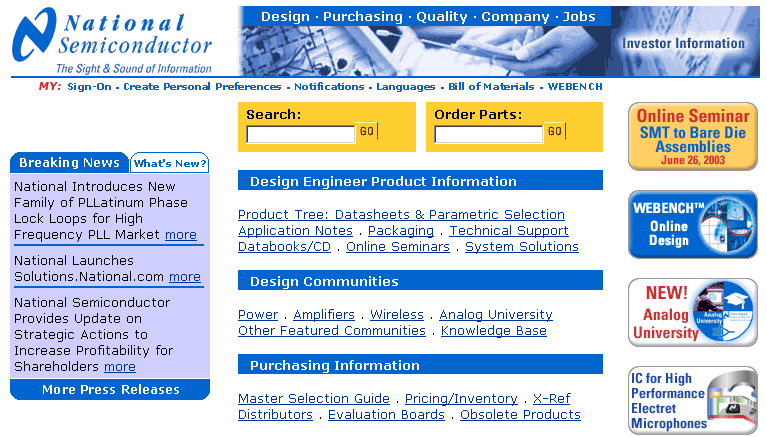 National
Semiconductor
The Sight & Sound of Information
Design · Purchasing · Quality · Company · Jobs
Investor Information
MY: Sign-On • Create Personal Preferences • Notifications • Languages • Bill of Materials • WEBENCH
Search:
GO
Order Parts:
GO
Breaking News
What's New?
National Introduces New
Family of PLLatinum Phase
Lock Loops for High
Frequency PLL Market more
National Launches
Solutions.National.com more
National Semiconductor
Provides Update on
Strategic Actions to
Increase Profitability for
Shareholders more
More Press Releases
Design Engineer Product Information
Product Tree: Datasheets & Parametric Selection
Application Notes . Packaging . Technical Support
Databooks/CD . Online Seminars . System Solutions
Design Communities
Power . Amplifiers . Wireless . Analog University
Other Featured Communities . Knowledge Base
Purchasing Information
Master Selection Guide . Pricing/Inventory . X-Ref
Distributors . Evaluation Boards . Obsolete Products
Online Seminar
SMT to Bare Die
Assemblies
June 26, 2003
WEBENCH™
Online
Design
NEW!
Analog
University
Analog
University
IC for High
Performance
Electret
Microphones